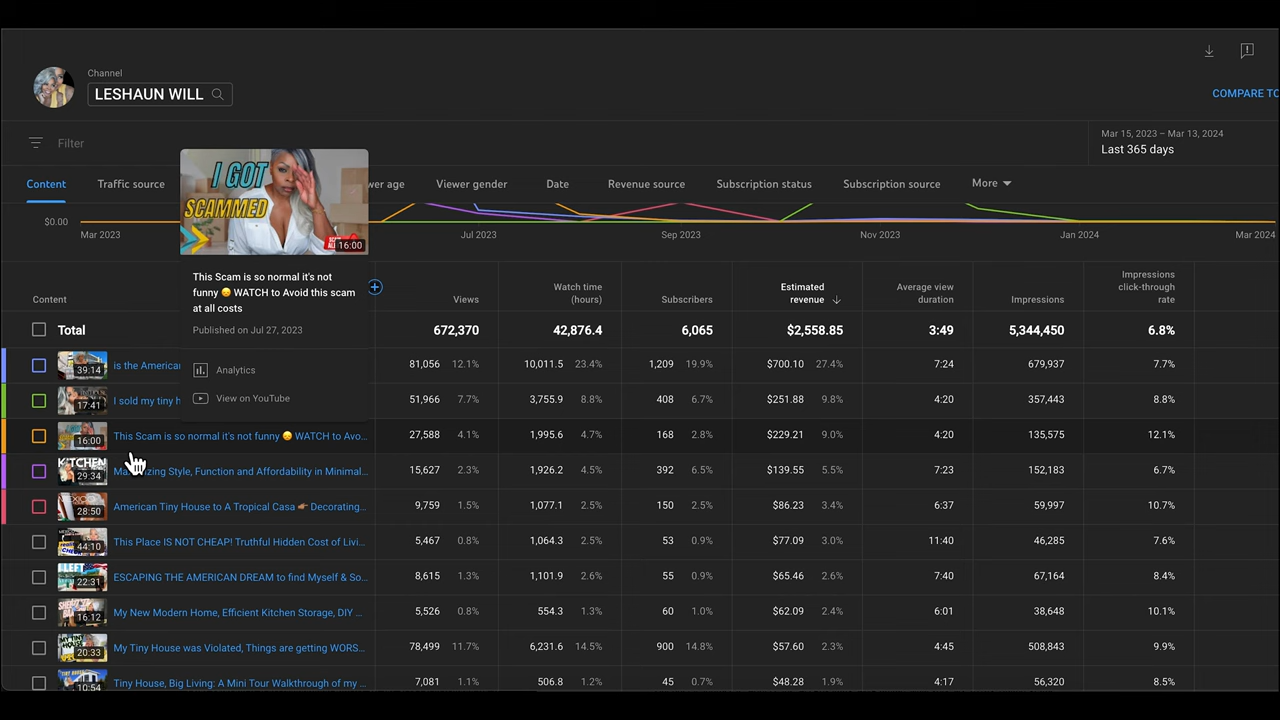 Channel
LESHAUN WILL
COMPARE TO
Filter
Mar 15, 2023 – Mar 13, 2024
Last 365 days
Content
Traffic source
wer age
Viewer gender
Date
Revenue source
Subscription status
Subscription source
More
I GOT
SCAMMED
16:00
$0.00
Mar 2023
Jul 2023
Sep 2023
Nov 2023
Jan 2024
Mar 2024
This Scam is so normal it's not
funny 😔 WATCH to Avoid this scam
at all costs
Published on Jul 27, 2023
Analytics
View on YouTube
Content
Views
Watch time
(hours)
Subscribers
Estimated
revenue
Average view
duration
Impressions
Impressions
click-through
rate
Total 672,370 42,876.4 6,065 $2,558.85 3:49 5,344,450 6.8%
39:14 is the American 81,056 12.1% 10,011.5 23.4% 1,209 19.9% $700.10 27.4% 7:24 679,937 7.7%
17:41 I sold my tiny h 51,966 7.7% 3,755.9 8.8% 408 6.7% $251.88 9.8% 4:20 357,443 8.8%
16:00 This Scam is so normal it's not funny 😔 WATCH to Avo... 27,588 4.1% 1,995.6 4.7% 168 2.8% $229.21 9.0% 4:20 135,575 12.1%
KITCHEN 29:34 Ma zing Style, Function and Affordability in Minimal... 15,627 2.3% 1,926.2 4.5% 392 6.5% $139.55 5.5% 7:23 152,183 6.7%
28:50 American Tiny House to A Tropical Casa 👉🏾 Decorating... 9,759 1.5% 1,077.1 2.5% 150 2.5% $86.23 3.4% 6:37 59,997 10.7%
44:10 This Place IS NOT CHEAP! Truthful Hidden Cost of Livi... 5,467 0.8% 1,064.3 2.5% 53 0.9% $77.09 3.0% 11:40 46,285 7.6%
22:31 ESCAPING THE AMERICAN DREAM to find Myself & So... 8,615 1.3% 1,101.9 2.6% 55 0.9% $65.46 2.6% 7:40 67,164 8.4%
16:12 My New Modern Home, Efficient Kitchen Storage, DIY ... 5,526 0.8% 554.3 1.3% 60 1.0% $62.09 2.4% 6:01 38,648 10.1%
20:33 My Tiny House was Violated, Things are getting WORS... 78,499 11.7% 6,231.6 14.5% 900 14.8% $57.60 2.3% 4:45 508,843 9.9%
10:54 Tiny House, Big Living: A Mini Tour Walkthrough of my ... 7,081 1.1% 506.8 1.2% 45 0.7% $48.28 1.9% 4:17 56,320 8.5%